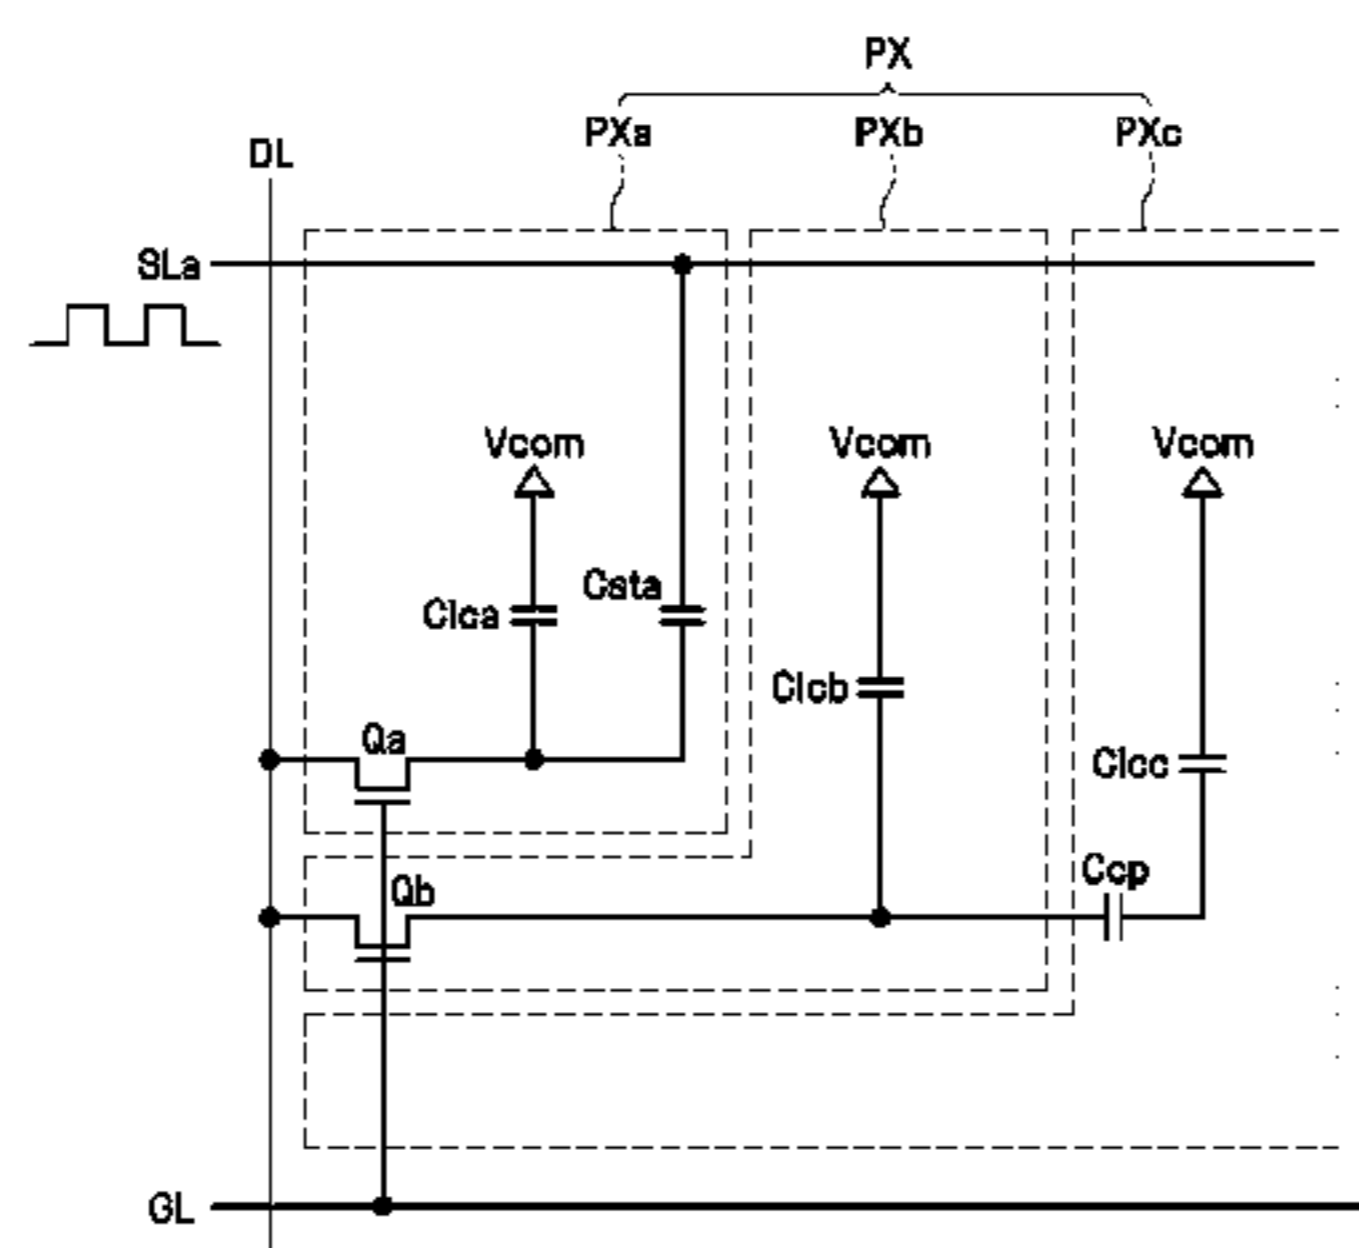 PX
PXa PXb PXc
DL
SLa
Vcom Vcom Vcom
Clca Csta
Clcb
Qa
Clcc
Ccp
Qb
GL